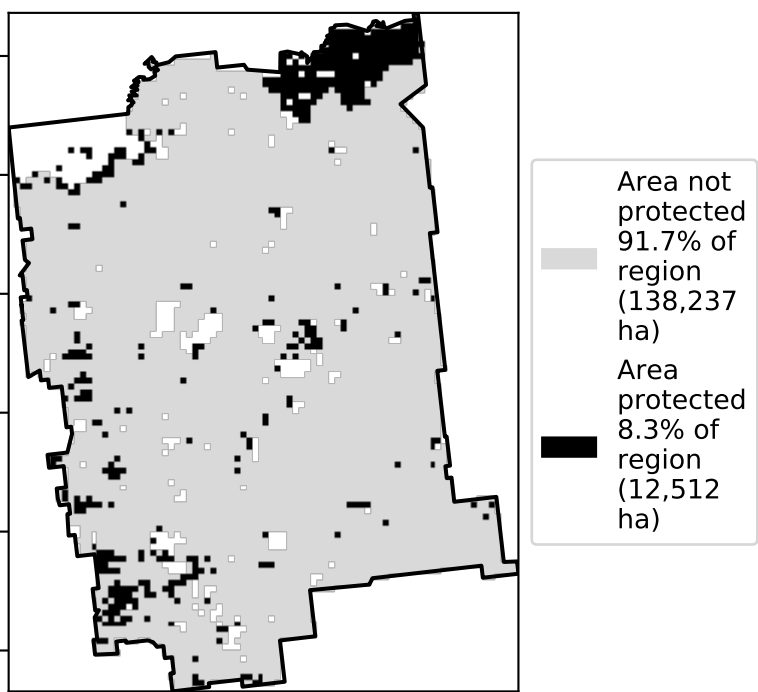 Area not
protected
91.7% of
region
(138,237
ha)
Area
protected
8.3% of
region
(12,512
ha)